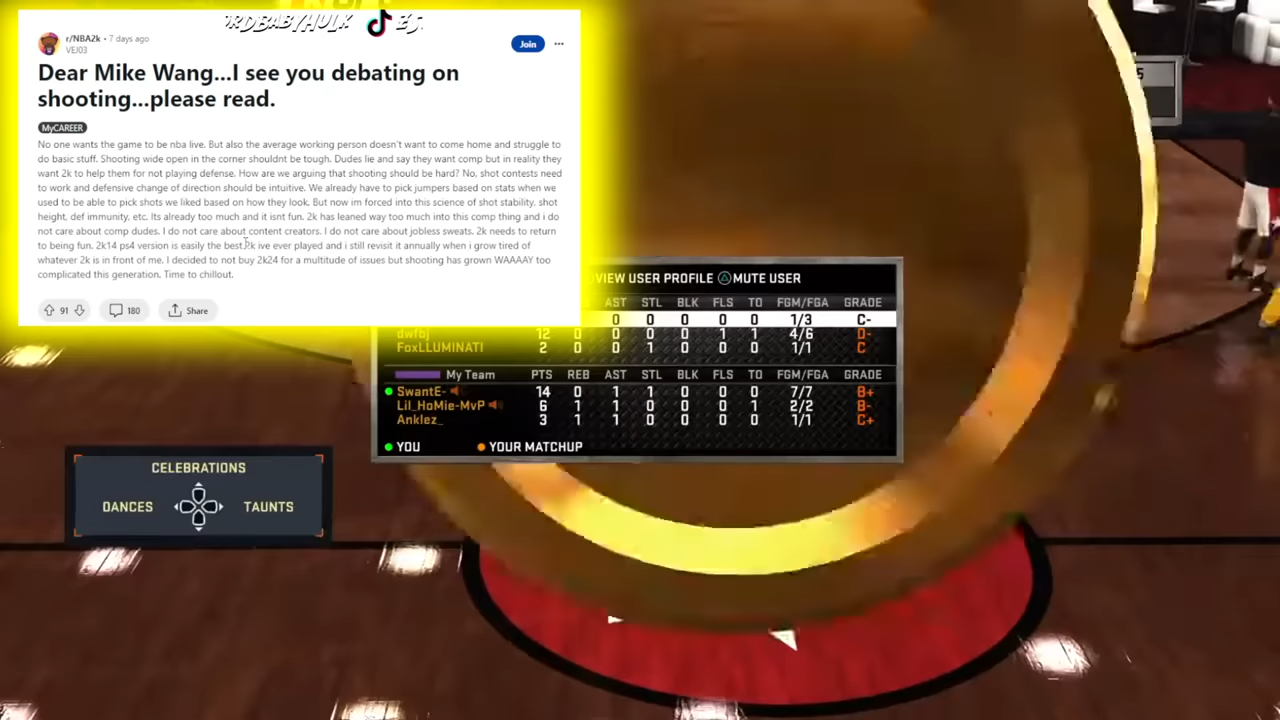 r/NBA2k • 7 days ago
VEJ03
Join
Dear Mike Wang...I see you debating on
shooting...please read.
MyCAREER
No one wants the game to be nba live. But also the average working person doesn't want to come home and struggle to
do basic stuff. Shooting wide open in the corner shouldnt be tough. Dudes lie and say they want comp but in reality they
want 2k to help them for not playing defense. How are we arguing that shooting should be hard? No, shot contests need
to work and defensive change of direction should be intuitive. We already have to pick jumpers based on stats when we
used to be able to pick shots we liked based on how they look. But now im forced into this science of shot stability, shot
height, def immunity, etc. Its already too much and it isnt fun. 2k has leaned way too much into this comp thing and i do
not care about comp dudes. I do not care about content creators. I do not care about jobless sweats. 2k needs to return
to being fun. 2k14 ps4 version is easily the best 2k ive ever played and i still revisit it annually when i grow tired of
whatever 2k is in front of me. I decided to not buy 2k24 for a multitude of issues but shooting has grown WAAAAY too
complicated this generation. Time to chillout.
91 180 Share
VIEW USER PROFILE MUTE USER
AST STL BLK FLS TO FGM/FGA GRADE
0 0 0 0 0 1/3 C-
dwfbj 12 0 0 0 0 1 1 4/6 D-
FoxLLUMINATI 2 0 0 1 0 0 0 1/1 C
My Team PTS REB AST STL BLK FLS TO FGM/FGA GRADE
SwantE- 14 0 1 1 0 0 0 7/7 B+
Lil_HoMie-MvP 6 1 1 0 0 0 0 2/2 B-
Anklez_ 3 1 1 0 0 0 0 1/1 C+
YOU YOUR MATCHUP
CELEBRATIONS
DANCES TAUNTS
5